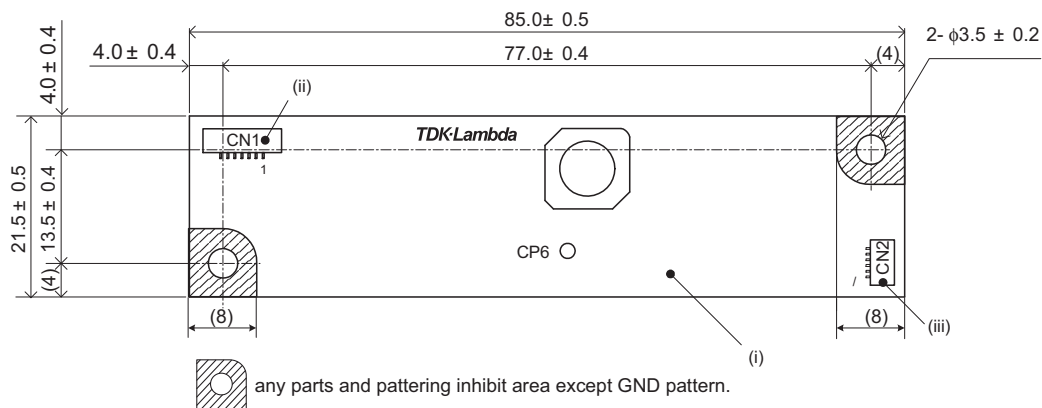 85.0± 0.5
4.0± 0.4
77.0± 0.4
(4)
2- ϕ3.5 ± 0.2
4.0± 0.4
(ii)
CN1
1
TDK·Lambda
21.5± 0.5
13.5± 0.4
(4)
CP6
CN2
/
(8)
(8)
(iii)
(i)
any parts and pattering inhibit area except GND pattern.